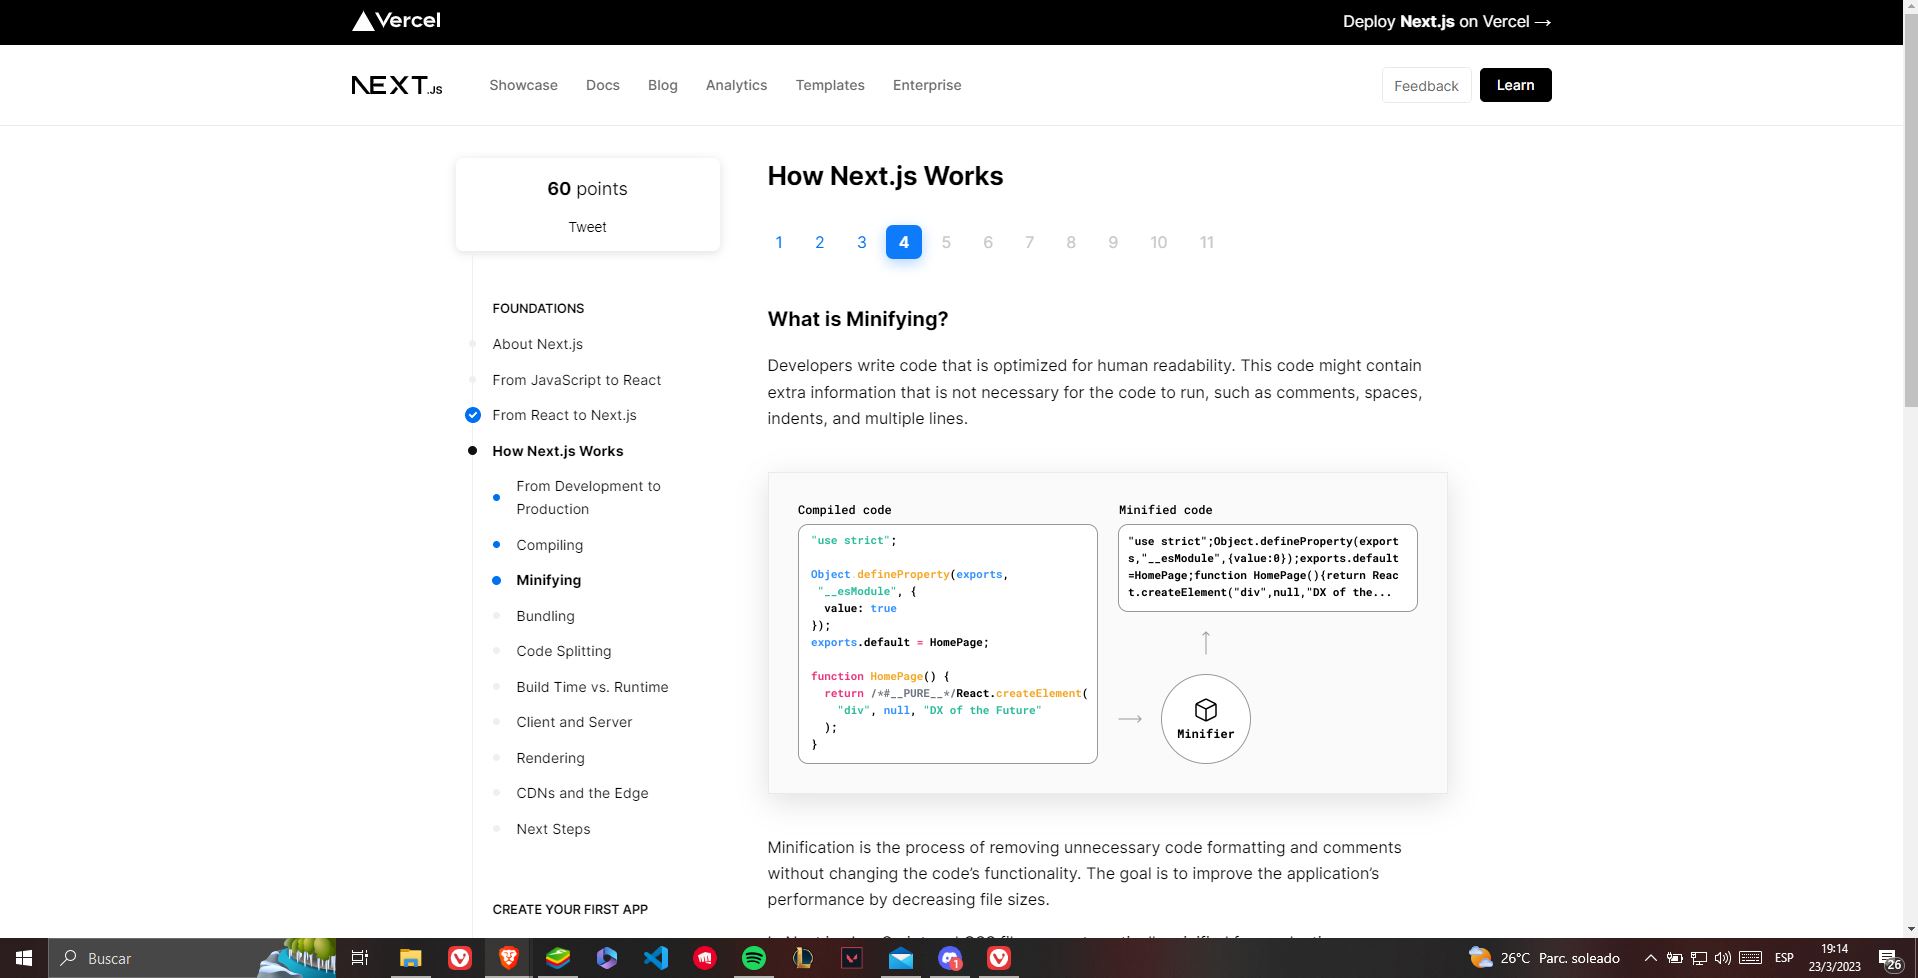 Vercel
Deploy Next.js on Vercel →
NEXT.JS
Showcase Docs Blog Analytics Templates Enterprise
Feedback Learn
60 points
Tweet
FOUNDATIONS
About Next.js
From JavaScript to React
From React to Next.js
How Next.js Works
From Development to
Production
Compiling
Minifying
Bundling
Code Splitting
Build Time vs. Runtime
Client and Server
Rendering
CDNs and the Edge
Next Steps
CREATE YOUR FIRST APP
How Next.js Works
1 2 3 4 5 6 7 8 9 10 11
What is Minifying?
Developers write code that is optimized for human readability. This code might contain
extra information that is not necessary for the code to run, such as comments, spaces,
indents, and multiple lines.
Compiled code
"use strict";
Object.defineProperty(exports,
"__esModule", {
value: true
});
exports.default = HomePage;
function HomePage() {
return /*#__PURE__*/React.createElement(
"div", null, "DX of the Future"
);
}
Minified code
"use strict";Object.defineProperty(export
s,"__esModule",{value:0});exports.default
=HomePage;function HomePage(){return Reac
t.createElement("div",null,"DX of the...
Minifier
Minification is the process of removing unnecessary code formatting and comments
without changing the code’s functionality. The goal is to improve the application’s
performance by decreasing file sizes.
Buscar
26°C Parc. soleado
ESP
19:14
23/3/2023
26